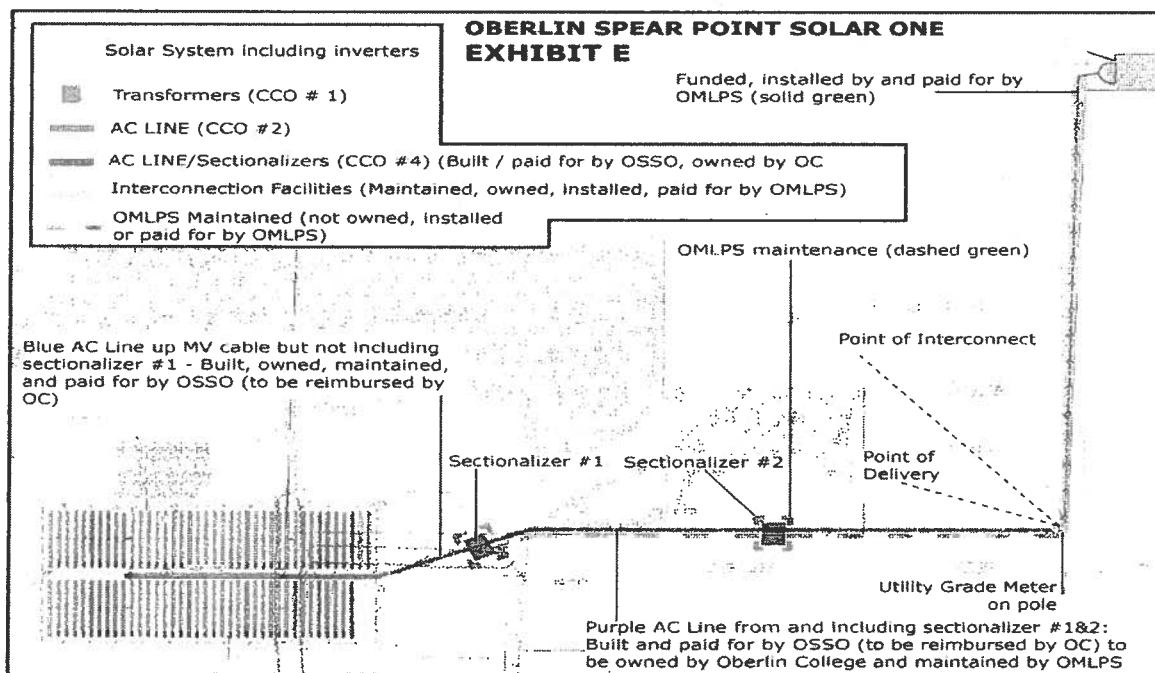 OBERLIN SPEAR POINT SOLAR ONE
EXHIBIT E
Solar System including inverters
Transformers (CCO # 1)
AC LINE (CCO #2)
AC LINE/Sectionalizers (CCO #4) (Built / paid for by OSSO, owned by OC
Interconnection Facilities (Maintained, owned, installed, paid for by OMLPS)
OMLPS Maintained (not owned, installed
or paid for by OMLPS)
Funded, installed by and paid for by
OMLPS (solid green)
OMLPS maintenance (dashed green)
Blue AC Line up MV cable but not including
sectionalizer #1 - Built, owned, maintained,
and paid for by OSSO (to be reimbursed by
OC)
Point of Interconnect
Sectionalizer #1
Sectionalizer #2
Point of
Delivery
Utility Grade Meter
on pole
Purple AC Line from and including sectionalizer #1&2:
Built and paid for by OSSO (to be reimbursed by OC) to
be owned by Oberlin College and maintained by OMLPS